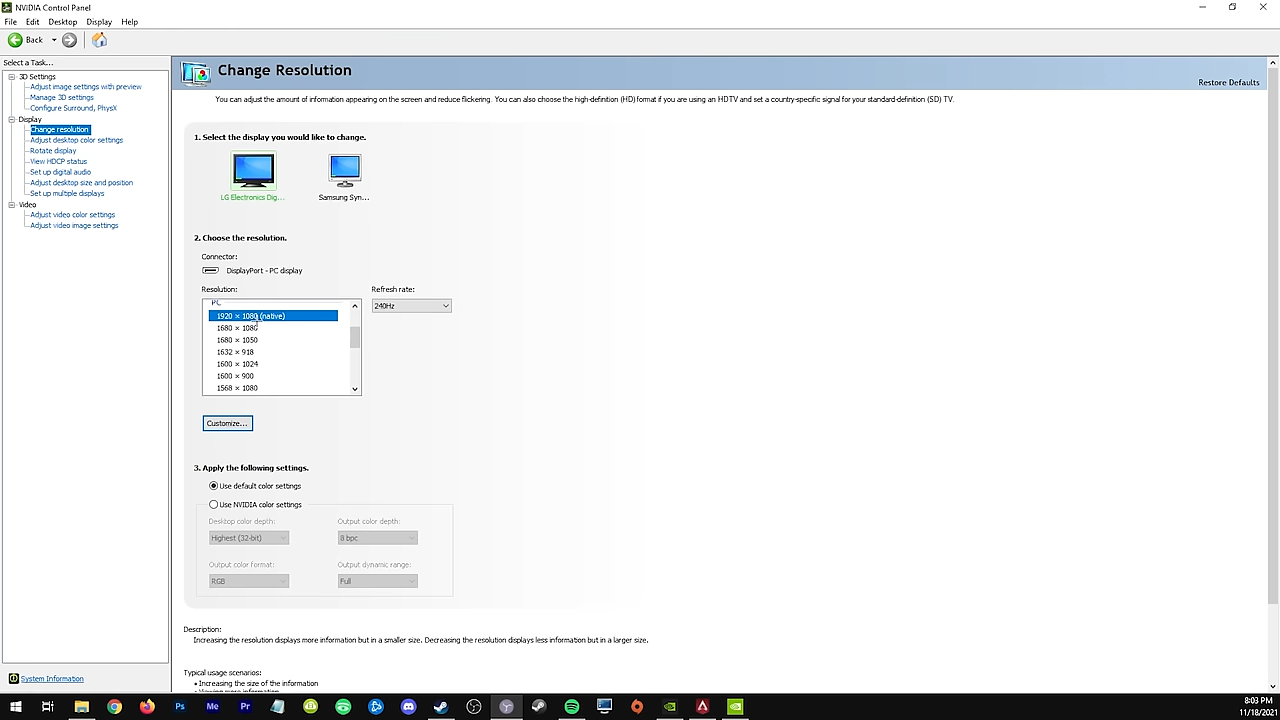 NVIDIA Control Panel
File Edit Desktop Display Help
Back
Select a Task...
3D Settings
Adjust image settings with preview
Manage 3D settings
Configure Surround, PhysX
Display
Change resolution
Adjust desktop color settings
Rotate display
View HDCP status
Set up digital audio
Adjust desktop size and position
Set up multiple displays
Video
Adjust video color settings
Adjust video image settings
System Information
Change Resolution
Restore Defaults
You can adjust the amount of information appearing on the screen and reduce flickering. You can also choose the high-definition (HD) format if you are using an HDTV and set a country-specific signal for your standard-definition (SD) TV.
1. Select the display you would like to change.
LG Electronics Dig... Samsung Syn...
2. Choose the resolution.
Connector:
DisplayPort - PC display
Resolution: Refresh rate:
PC
240Hz
1920 × 1080 (native)
1680 × 1080
1680 × 1050
1632 × 918
1600 × 1024
1600 × 900
1568 × 1080
Customize...
3. Apply the following settings.
Use default color settings
Use NVIDIA color settings
Desktop color depth: Output color depth:
Highest (32-bit) 8 bpc
Output color format: Output dynamic range:
RGB Full
Description:
Increasing the resolution displays more information but in a smaller size. Decreasing the resolution displays less information but in a larger size.
Typical usage scenarios:
• Increasing the size of the information
• Viewing more information
Ps Me Pr
8:03 PM
11/18/2021